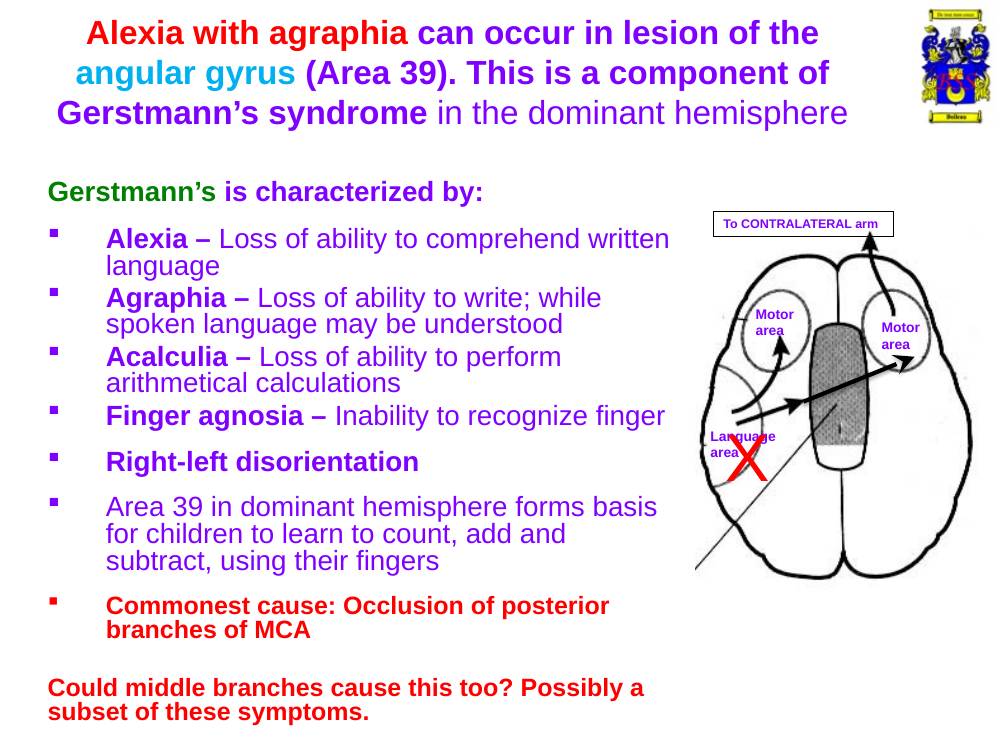 Alexia with agraphia can occur in lesion of the
angular gyrus (Area 39). This is a component of
Gerstmann’s syndrome in the dominant hemisphere
Gerstmann’s is characterized by:
▪ Alexia – Loss of ability to comprehend written
language
▪ Agraphia – Loss of ability to write; while
spoken language may be understood
▪ Acalculia – Loss of ability to perform
arithmetical calculations
▪ Finger agnosia – Inability to recognize finger
▪ Right-left disorientation
▪ Area 39 in dominant hemisphere forms basis
for children to learn to count, add and
subtract, using their fingers
▪ Commonest cause: Occlusion of posterior
branches of MCA
Could middle branches cause this too? Possibly a
subset of these symptoms.
To CONTRALATERAL arm
Motor
area
Motor
area
Language
area
X